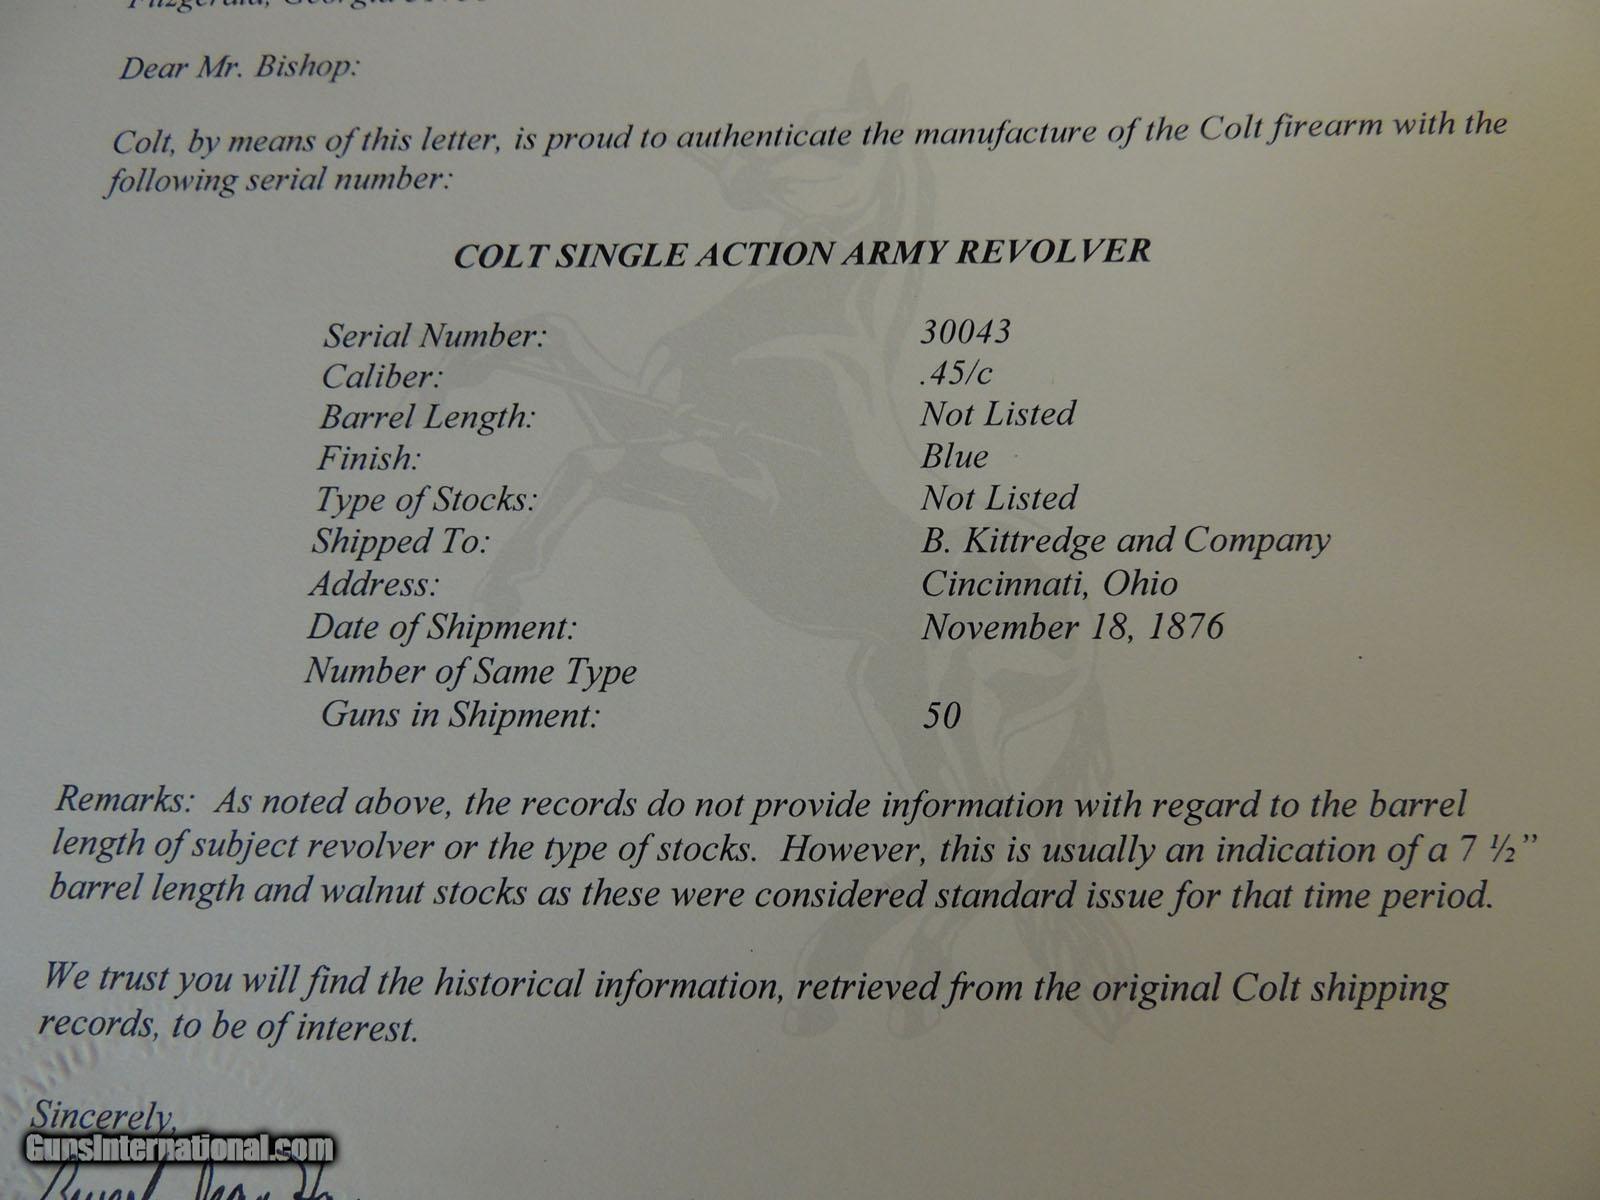 Fitzgerald, Georgia
Dear Mr. Bishop:
Colt, by means of this letter, is proud to authenticate the manufacture of the Colt firearm with the
following serial number:
COLT SINGLE ACTION ARMY REVOLVER
Serial Number: 30043
Caliber: .45/c
Barrel Length: Not Listed
Finish: Blue
Type of Stocks: Not Listed
Shipped To: B. Kittredge and Company
Address: Cincinnati, Ohio
Date of Shipment: November 18, 1876
Number of Same Type
Guns in Shipment: 50
Remarks: As noted above, the records do not provide information with regard to the barrel
length of subject revolver or the type of stocks. However, this is usually an indication of a 7 ½”
barrel length and walnut stocks as these were considered standard issue for that time period.
We trust you will find the historical information, retrieved from the original Colt shipping
records, to be of interest.
Sincerely,
GunsInternational.com